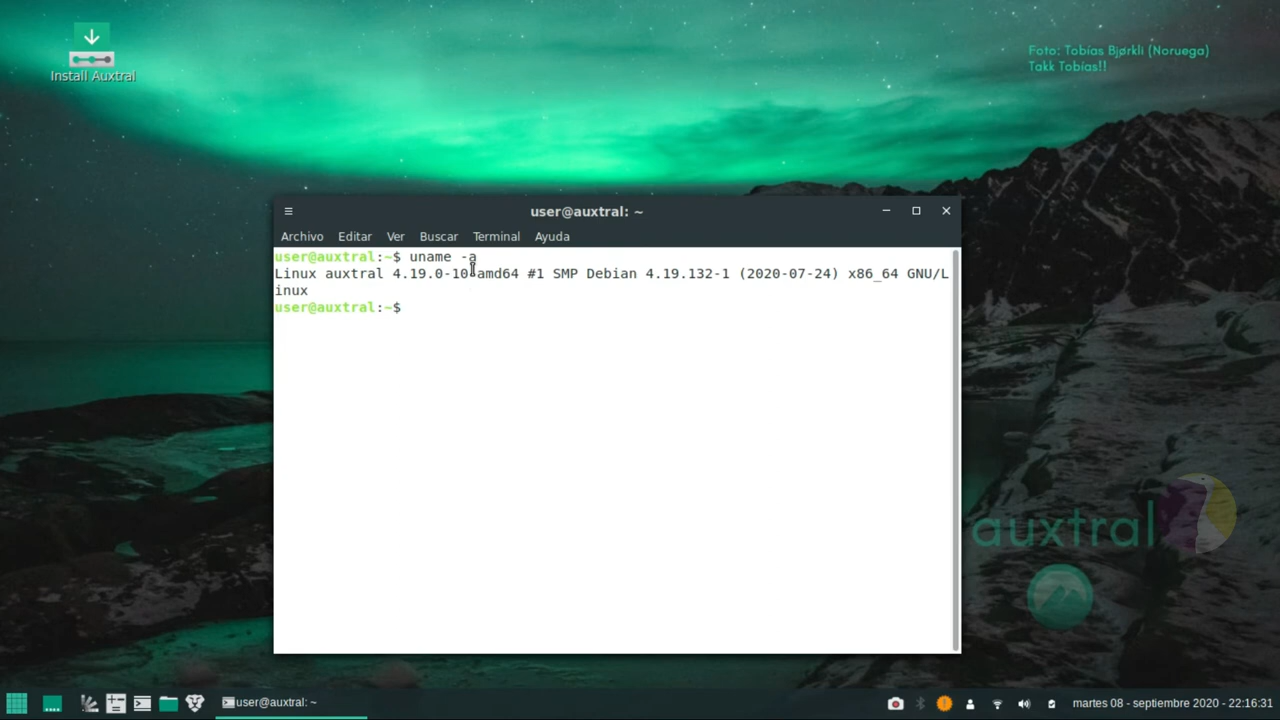 Install Auxtral
Foto: Tobías Bjørkli (Noruega)
Takk Tobías!!
user@auxtral: ~
Archivo Editar Ver Buscar Terminal Ayuda
user@auxtral:~$ uname -a
Linux auxtral 4.19.0-10-amd64 #1 SMP Debian 4.19.132-1 (2020-07-24) x86_64 GNU/L
inux
user@auxtral:~$
auxtral
user@auxtral: ~
martes 08 - septiembre 2020 - 22:16:31